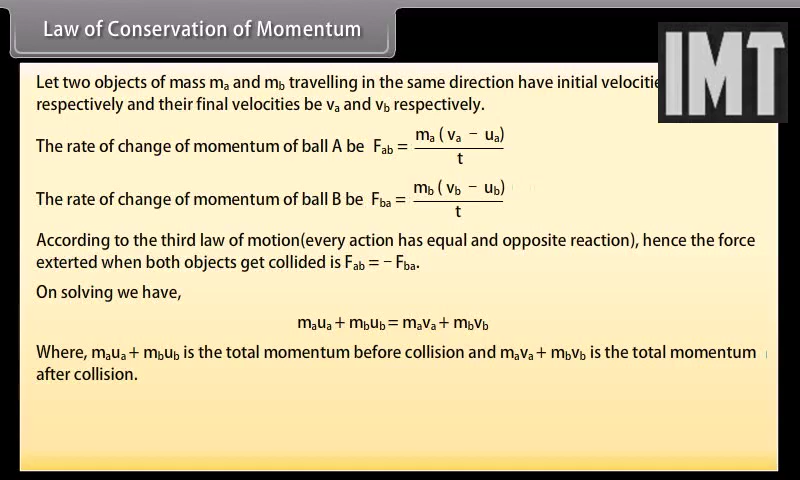 Law of Conservation of Momentum
IMT
Let two objects of mass mₐ and m_b travelling in the same direction have initial
respectively and their final velocities be vₐ and v_b respectively.
The rate of change of momentum of ball A be F_ab = mₐ ( vₐ − uₐ) / t
The rate of change of momentum of ball B be F_ba = m_b ( v_b − u_b) / t
According to the third law of motion(every action has equal and opposite reaction), hence the force
exterted when both objects get collided is F_ab = − F_ba.
On solving we have,
mₐuₐ + m_bu_b = mₐvₐ + m_bv_b
Where, mₐuₐ + m_bu_b is the total momentum before collision and mₐvₐ + m_bv_b is the total momentum
after collision.